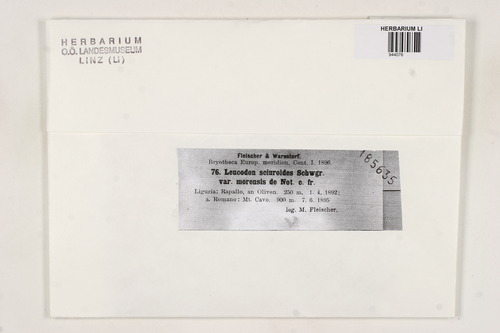 HERBARIUM
O.Ö. LANDESMUSEUM
LINZ (LI)
HERBARIUM LI
Fleischer & Warnstorf.
Bryotheca Europ. meridion, Cent. I. 1896.
76. Leucodon sciuroides Schwgr.
var. morensis de Not. c. fr.
Liguria: Rapallo, an Oliven. 250 m, 1. 4. 1892;
a. Romano: Mt. Cavo. 900 m. 7. 6. 1895
leg. M. Fleischer.
185635